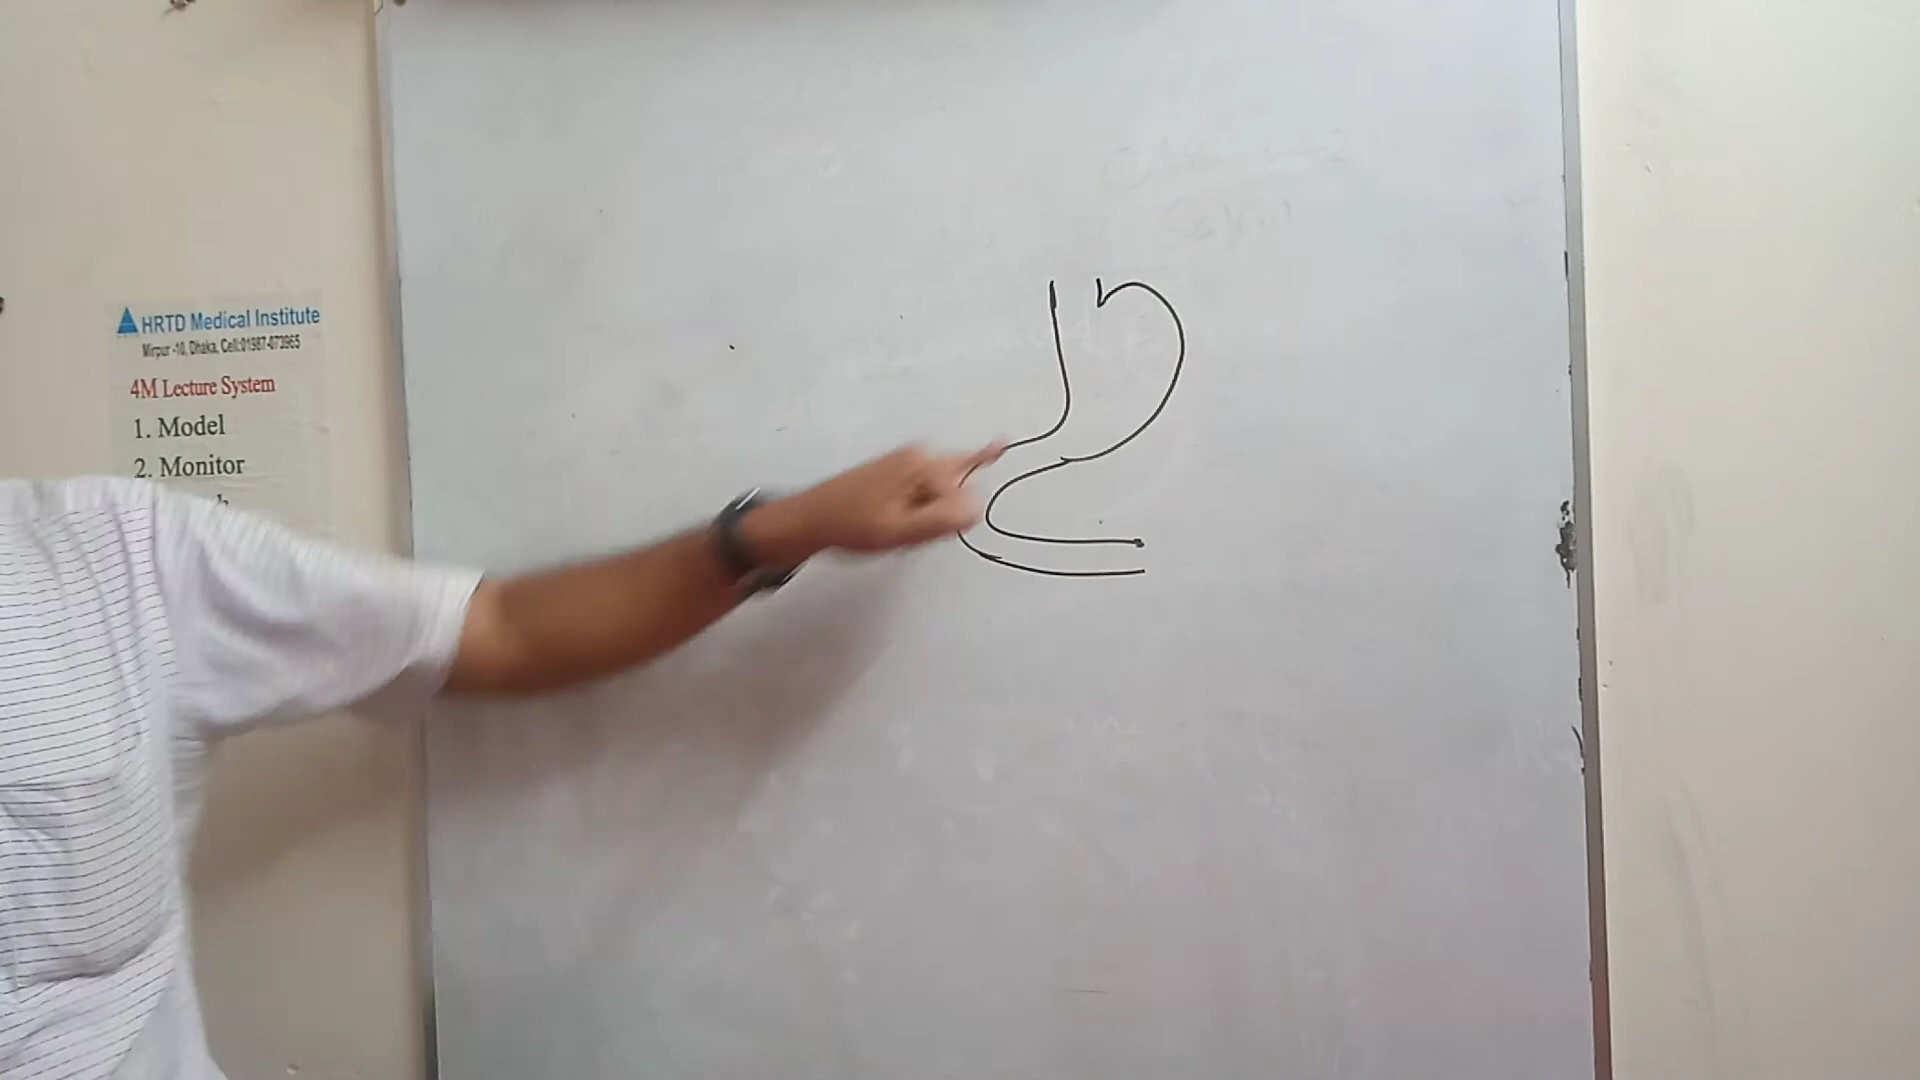 HRTD Medical Institute
Mirpur -10, Dhaka, Cell:01987-073965
4M Lecture System
1. Model
2. Monitor